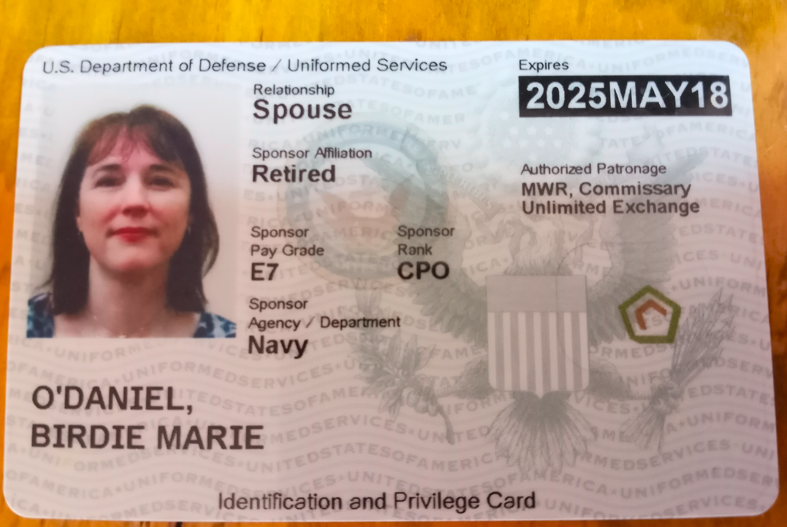 U.S. Department of Defense / Uniformed Services
Expires
2025MAY18
Relationship
Spouse
Sponsor Affiliation
Retired
Authorized Patronage
MWR, Commissary
Unlimited Exchange
Sponsor
Pay Grade
E7
Sponsor
Rank
CPO
Sponsor
Agency / Department
Navy
O'DANIEL,
BIRDIE MARIE
Identification and Privilege Card